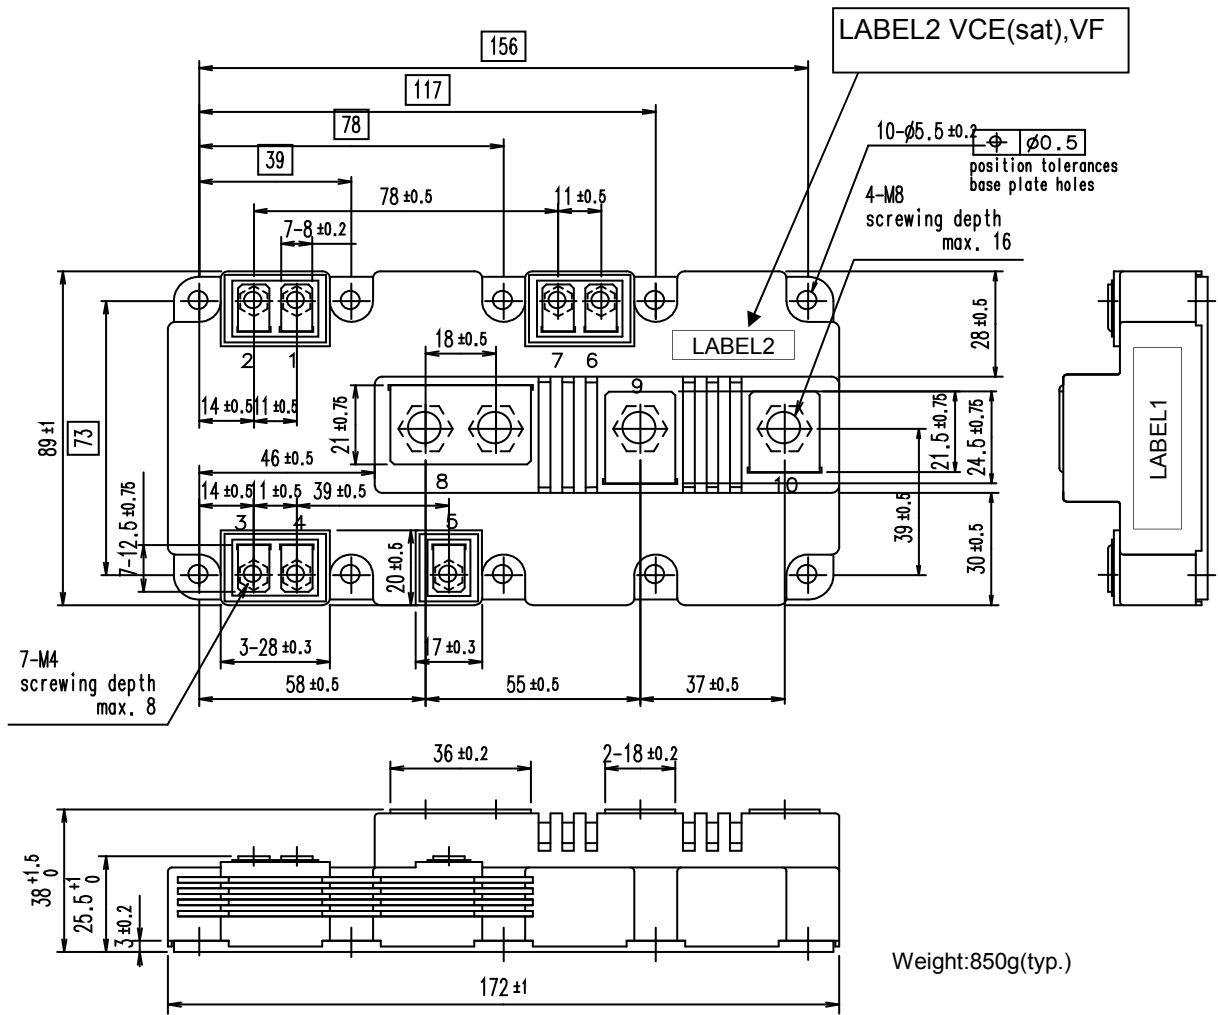 LABEL2 VCE(sat),VF
156
117
78
39
10-ø5.5 ±0.2
⌖ ø0.5
position tolerances
base plate holes
78 ±0.5
11 ±0.5
4-M8
screwing depth
max. 16
7-8 ±0.2
2 1
7 6
LABEL2
18 ±0.5
28 ±0.5
9
14 ±0.5
11 ±0.5
21 ±0.75
21.5 ±0.75
24.5 ±0.75
LABEL1
89 ±1
73
46 ±0.5
8
10
14 ±0.5
11 ±0.5
39 ±0.5
3 4
5
7-12.5 ±0.75
20 ±0.5
39 ±0.5
30 ±0.5
3-28 ±0.3
17 ±0.3
7-M4
screwing depth
max. 8
58 ±0.5
55 ±0.5
37 ±0.5
36 ±0.2
2-18 ±0.2
38 +1.5 0
25.5 +1 0
3 ±0.2
Weight:850g(typ.)
172 ±1